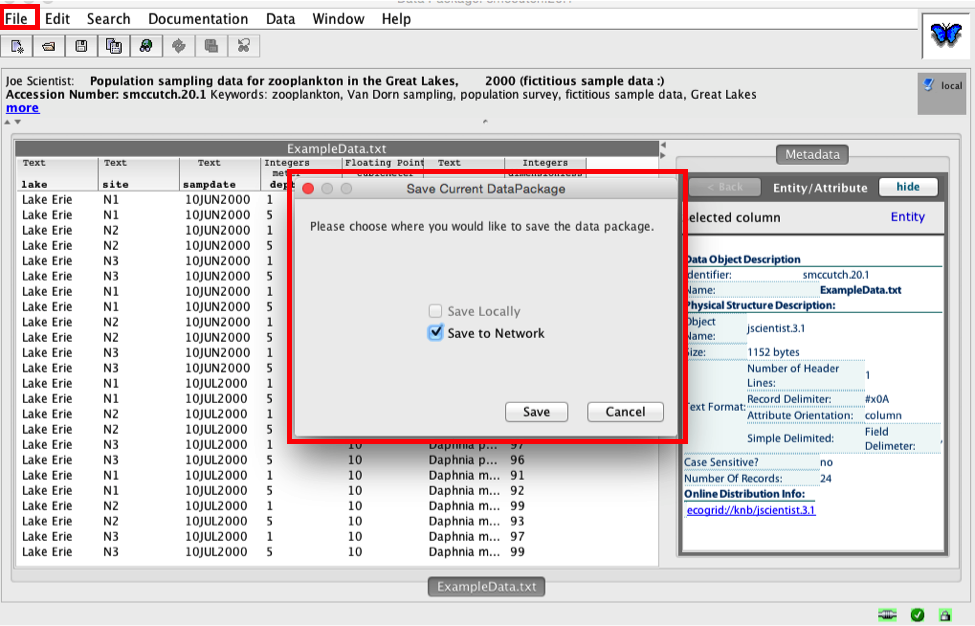 File Edit Search Documentation Data Window Help
Joe Scientist: Population sampling data for zooplankton in the Great Lakes, 2000 (fictitious sample data :)
Accession Number: smccutch.20.1 Keywords: zooplankton, Van Dorn sampling, population survey, fictitious sample data, Great Lakes
more
local
ExampleData.txt
Text Text Text Integers Floating Point Text Integers
lake site sampdate
Lake Erie N1 10JUN2000 1
Lake Erie N1 10JUN2000 5
Lake Erie N2 10JUN2000 1
Lake Erie N2 10JUN2000 5
Lake Erie N3 10JUN2000 1
Lake Erie N3 10JUN2000 5
Lake Erie N1 10JUN2000 1
Lake Erie N1 10JUN2000 5
Lake Erie N2 10JUN2000 1
Lake Erie N2 10JUN2000 5
Lake Erie N3 10JUN2000 1
Lake Erie N3 10JUN2000 5
Lake Erie N1 10JUL2000 1
Lake Erie N1 10JUL2000 5
Lake Erie N2 10JUL2000 1
Lake Erie N2 10JUL2000 5
Lake Erie N3 10JUL2000 1 10 Daphnia p... 97
Lake Erie N3 10JUL2000 5 10 Daphnia p... 96
Lake Erie N1 10JUL2000 1 10 Daphnia m... 91
Lake Erie N1 10JUL2000 5 10 Daphnia m... 92
Lake Erie N2 10JUL2000 1 10 Daphnia m... 99
Lake Erie N2 10JUL2000 5 10 Daphnia m... 93
Lake Erie N3 10JUL2000 1 10 Daphnia m... 97
Lake Erie N3 10JUL2000 5 10 Daphnia m... 99
Save Current DataPackage
Please choose where you would like to save the data package.
Save Locally
Save to Network
Save Cancel
Metadata
< Back Entity/Attribute hide
elected column Entity
Data Object Description
dentifier: smccutch.20.1
Name: ExampleData.txt
Physical Structure Description:
Object Name: jscientist.3.1
Size: 1152 bytes
Text Format:
Number of Header Lines: 1
Record Delimiter: #x0A
Attribute Orientation: column
Simple Delimited: Field Delimeter: ,
Case Sensitive? no
Number Of Records: 24
Online Distribution Info:
ecogrid://knb/jscientist.3.1
ExampleData.txt